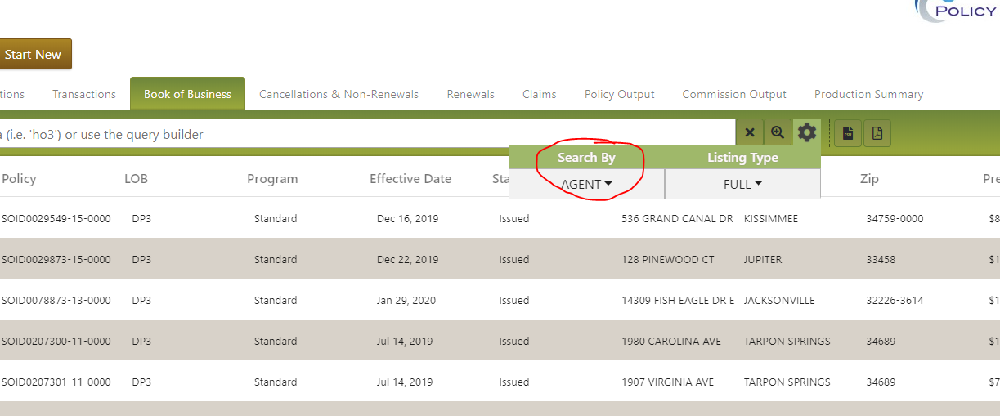 POLICY
Start New
tions Transactions Book of Business Cancellations & Non-Renewals Renewals Claims Policy Output Commission Output Production Summary
a (i.e. 'ho3') or use the query builder
CSV
Search By Listing Type
AGENT FULL
Policy LOB Program Effective Date Sta Zip Pre
SOID0029549-15-0000 DP3 Standard Dec 16, 2019 Issued 536 GRAND CANAL DR KISSIMMEE 34759-0000 $8
SOID0029873-15-0000 DP3 Standard Dec 22, 2019 Issued 128 PINEWOOD CT JUPITER 33458 $1
SOID0078873-13-0000 DP3 Standard Jan 29, 2020 Issued 14309 FISH EAGLE DR E JACKSONVILLE 32226-3614 $1
SOID0207300-11-0000 DP3 Standard Jul 14, 2019 Issued 1980 CAROLINA AVE TARPON SPRINGS 34689 $1
SOID0207301-11-0000 DP3 Standard Jul 14, 2019 Issued 1907 VIRGINIA AVE TARPON SPRINGS 34689 $7